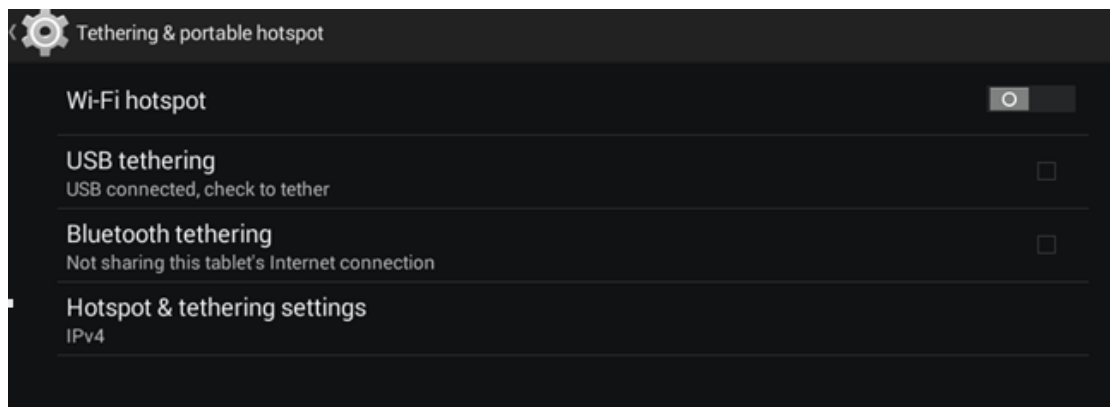 Tethering & portable hotspot
Wi-Fi hotspot
USB tethering
USB connected, check to tether
Bluetooth tethering
Not sharing this tablet's Internet connection
Hotspot & tethering settings
IPv4